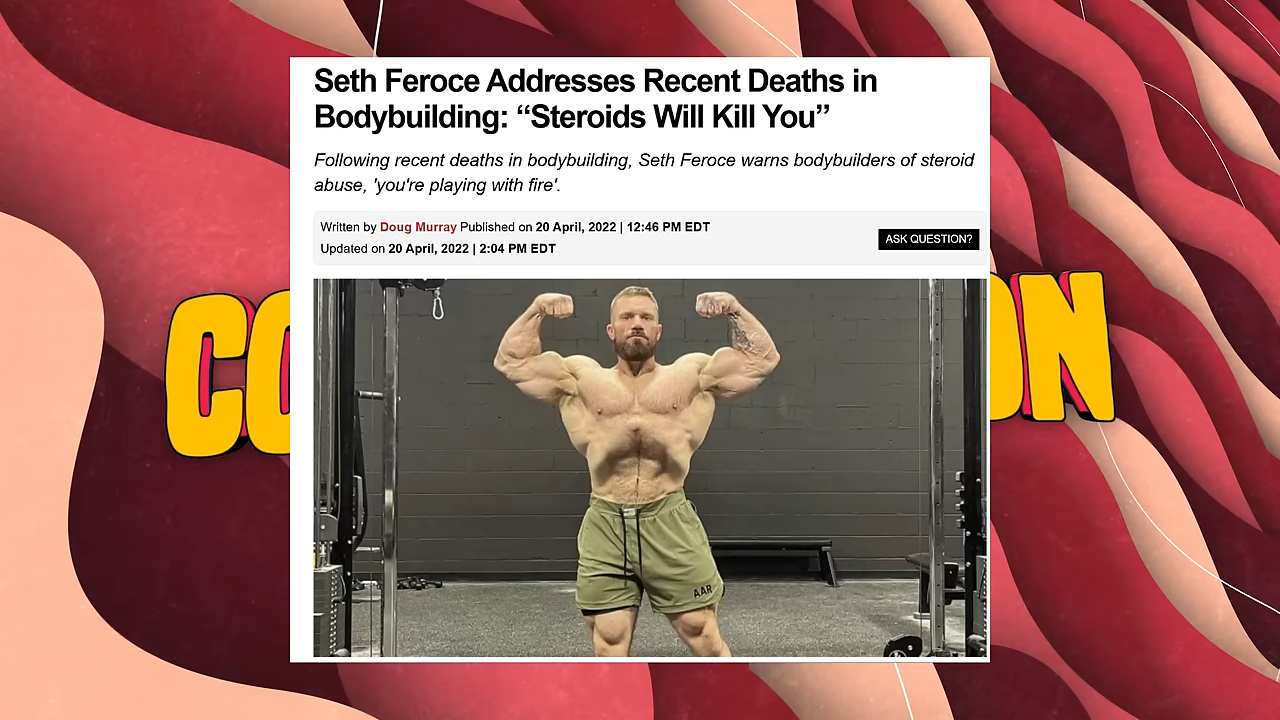 Seth Feroce Addresses Recent Deaths in
Bodybuilding: “Steroids Will Kill You”
Following recent deaths in bodybuilding, Seth Feroce warns bodybuilders of steroid
abuse, 'you're playing with fire'.
Written by Doug Murray Published on 20 April, 2022 | 12:46 PM EDT
Updated on 20 April, 2022 | 2:04 PM EDT
ASK QUESTION?
CO
ON
AAR